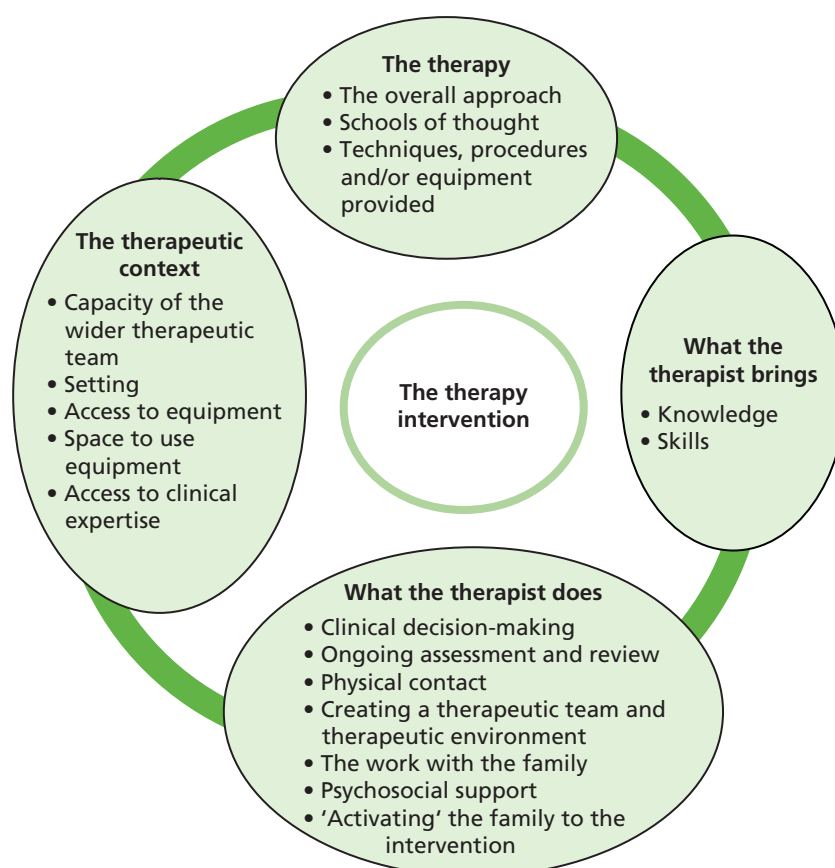 The therapy
• The overall approach
• Schools of thought
• Techniques, procedures
and/or equipment
provided
The therapeutic
context
• Capacity of the
wider therapeutic
team
• Setting
• Access to equipment
• Space to use
equipment
• Access to clinical
expertise
The therapy
intervention
What the
therapist brings
• Knowledge
• Skills
What the therapist does
• Clinical decision-making
• Ongoing assessment and review
• Physical contact
• Creating a therapeutic team and
therapeutic environment
• The work with the family
• Psychosocial support
• ‘Activating‘ the family to the
intervention